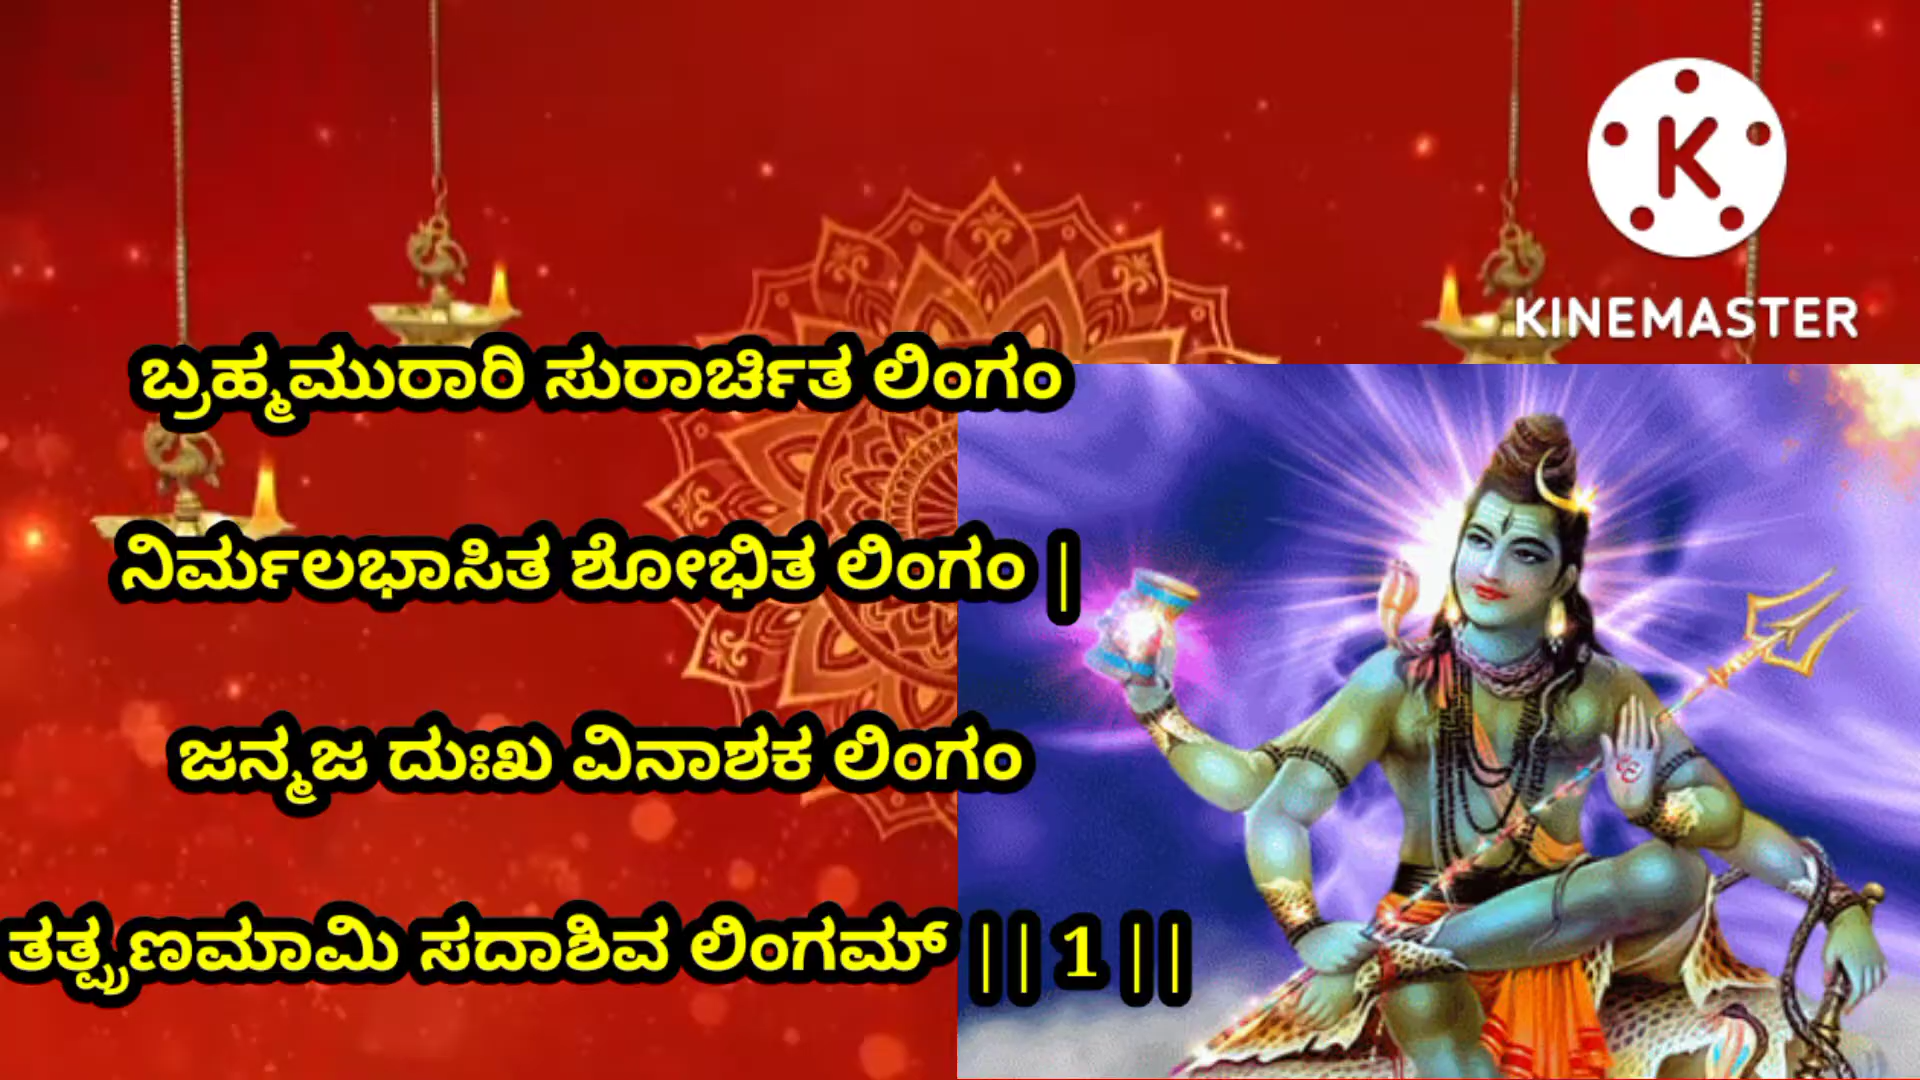 K
KINEMASTER
ಬ್ರಹ್ಮಮುರಾರಿ ಸುರಾರ್ಚಿತ ಲಿಂಗಂ
ನಿರ್ಮಲಭಾಸಿತ ಶೋಭಿತ ಲಿಂಗಂ |
ಜನ್ಮಜ ದುಃಖ ವಿನಾಶಕ ಲಿಂಗಂ
ತತ್ಪ್ರಣಮಾಮಿ ಸದಾಶಿವ ಲಿಂಗಮ್ || 1 ||